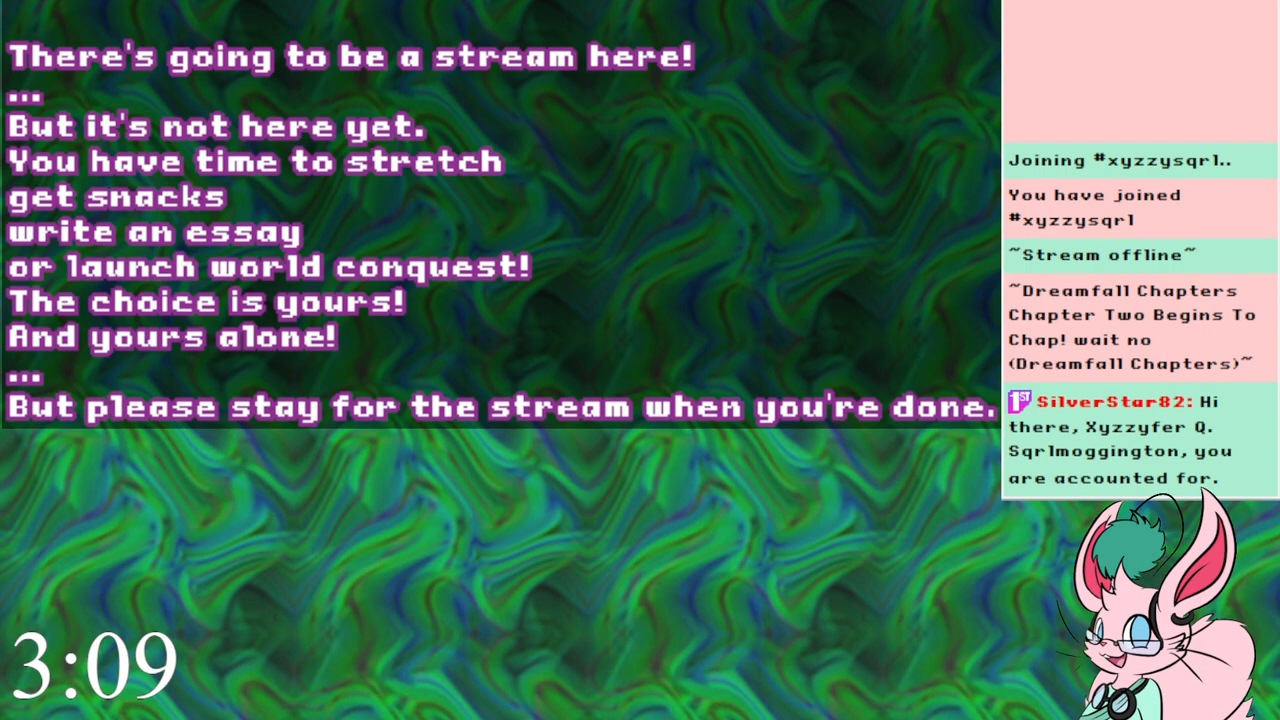 There's going to be a stream here!
...
But it's not here yet.
You have time to stretch
get snacks
write an essay
or launch world conquest!
The choice is yours!
And yours alone!
...
But please stay for the stream when you're done.
3:09
Joining #xyzzysqrl..
You have joined
#xyzzysqrl
~Stream offline~
~Dreamfall Chapters
Chapter Two Begins To
Chap! wait no
(Dreamfall Chapters)~
1ST SilverStar82: Hi
there, Xyzzyfer Q.
Sqrlmoggington, you
are accounted for.